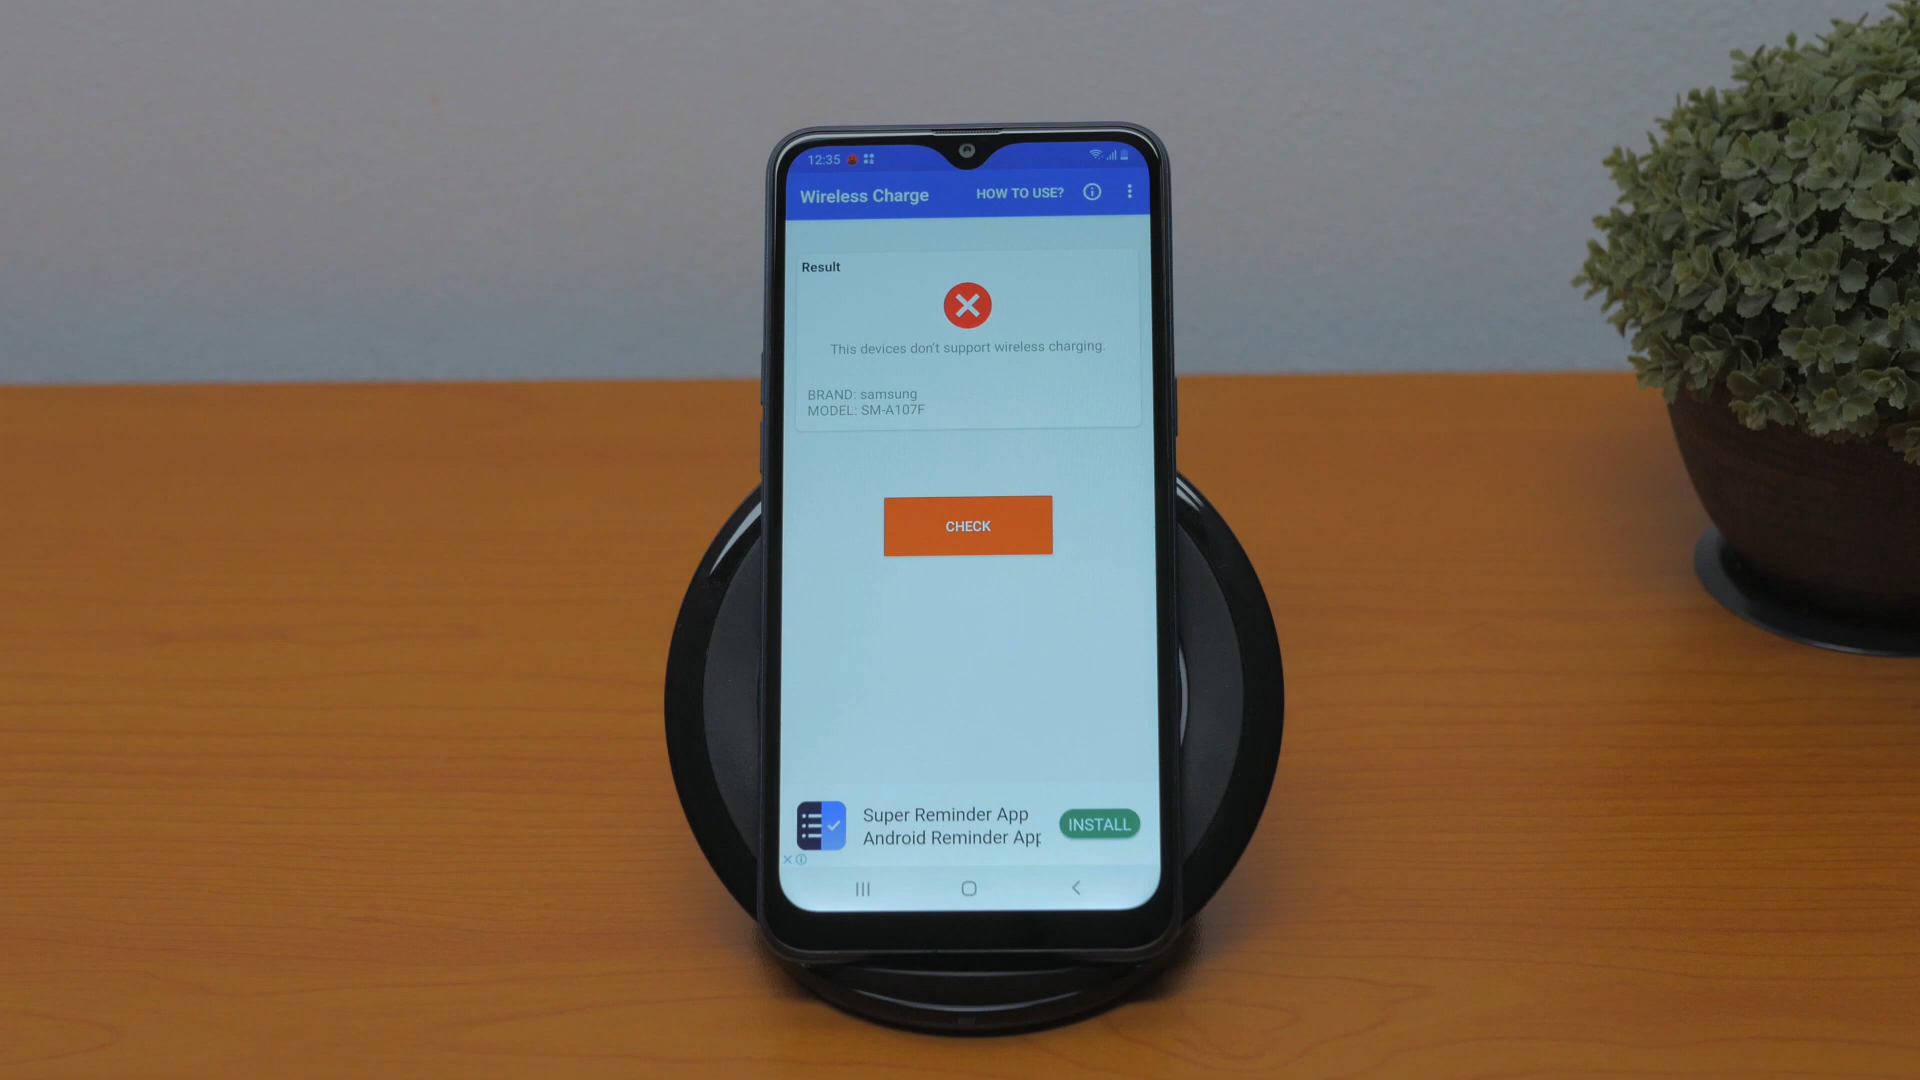 12:35
Wireless Charge HOW TO USE?
Result
This devices don't support wireless charging.
BRAND: samsung
MODEL: SM-A107F
CHECK
Super Reminder App
Android Reminder App
INSTALL